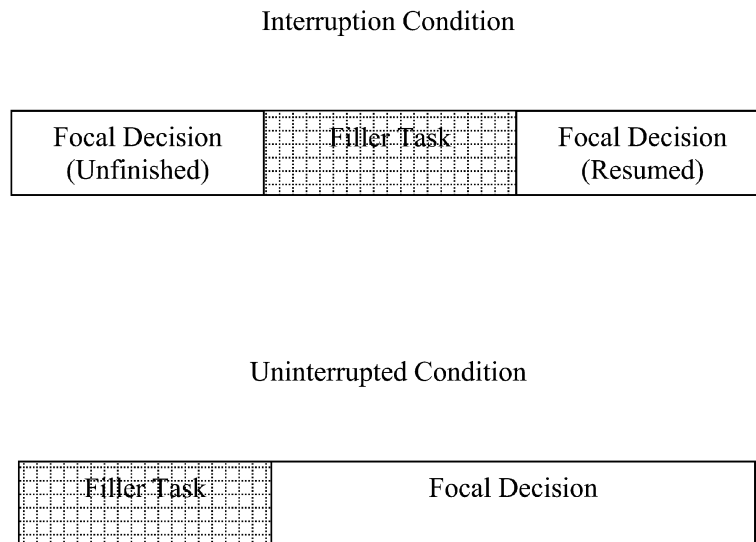 Interruption Condition
Focal Decision Filler Task Focal Decision
(Unfinished) (Resumed)
Uninterrupted Condition
Filler Task Focal Decision